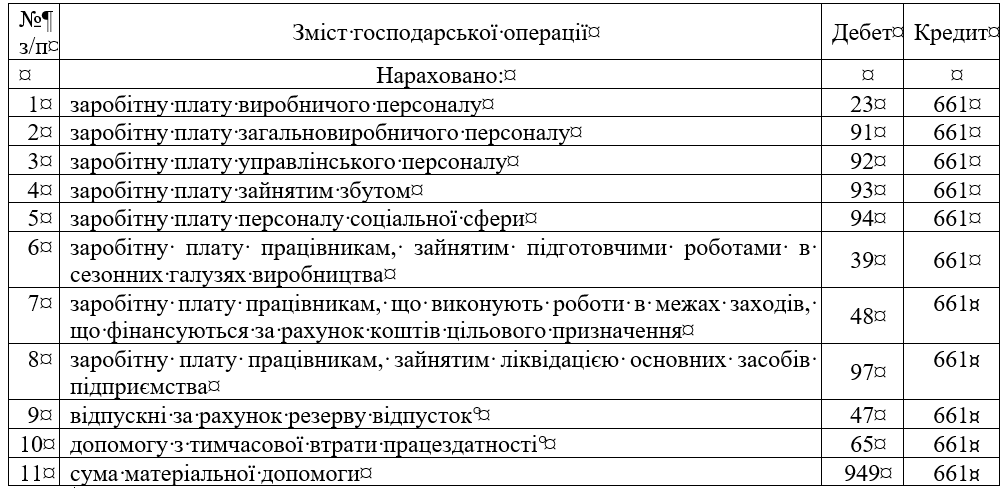 №¶ Зміст·господарської·операції¤ Дебет¤ Кредит¤
з/п¤
¤ Нараховано:¤ ¤ ¤
1¤ заробітну·плату·виробничого·персоналу¤ 23¤ 661¤
2¤ заробітну·плату·загальновиробничого·персоналу¤ 91¤ 661¤
3¤ заробітну·плату·управлінського·персоналу¤ 92¤ 661¤
4¤ заробітну·плату·зайнятим·збутом¤ 93¤ 661¤
5¤ заробітну·плату·персоналу·соціальної·сфери¤ 94¤ 661¤
6¤ заробітну· плату· працівникам,· зайнятим· підготовчими· роботами· в· 39¤ 661¤
сезонних·галузях·виробництва¤
7¤ заробітну· плату· працівникам,· що· виконують· роботи· в· межах· заходів,· 48¤ 661¤
що·фінансуються·за·рахунок·коштів·цільового·призначення¤
8¤ заробітну· плату· працівникам,· зайнятим· ліквідацією· основних· засобів· 97¤ 661¤
підприємства¤
9¤ відпускні·за·рахунок·резерву·відпусток°¤ 47¤ 661¤
10¤ допомогу·з·тимчасової·втрати·працездатності°¤ 65¤ 661¤
11¤ сума·матеріальної·допомоги¤ 949¤ 661¤